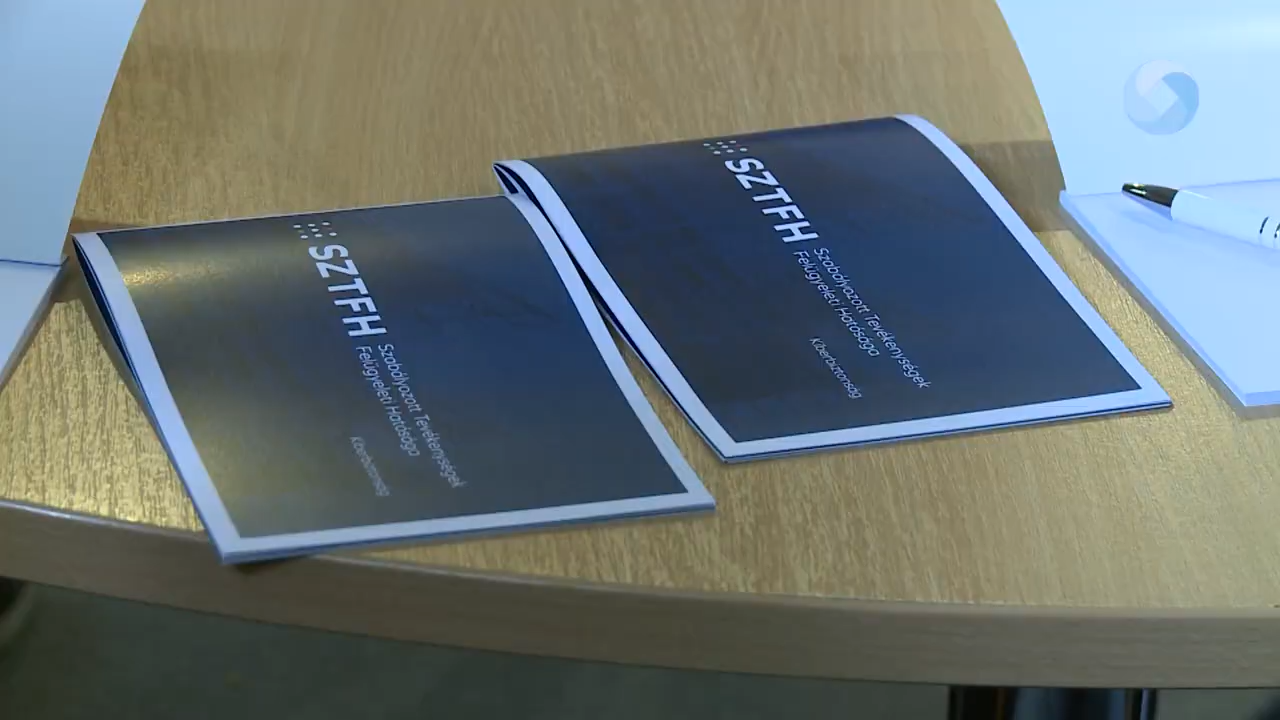 SZTFH
Szabályozott Tevékenységek
Felügyeleti Hatósága
Kiberbiztonság
SZTFH
Szabályozott Tevékenységek
Felügyeleti Hatósága
Kiberbiztonság